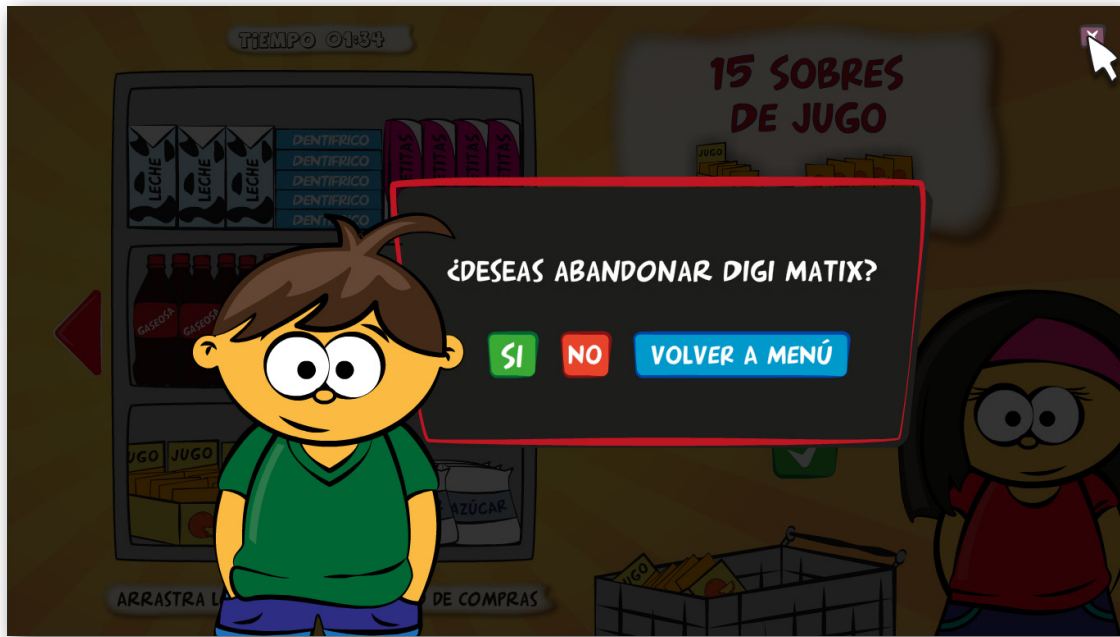 TIEMPO 01:34
15 SOBRES
DE JUGO
JUGO
DENTIFRICO
DENTIFRICO
DENTIFRICO
DENTIFRICO
LECHE
LECHE
LECHE
¿DESEAS ABANDONAR DIGI MATIX?
SI NO VOLVER A MENÚ
GASEOSA
GASEOSA
JUGO JUGO
AZÚCAR
JUGO
ARRASTRA DE COMPRAS